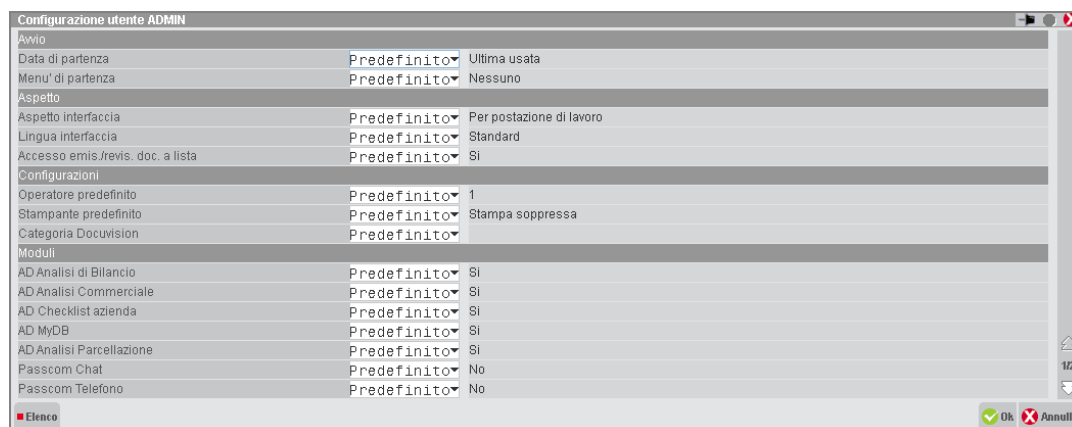 Configurazione utente ADMIN
Avvio
Data di partenza Predefinito Ultima usata
Menu' di partenza Predefinito Nessuno
Aspetto
Aspetto interfaccia Predefinito Per postazione di lavoro
Lingua interfaccia Predefinito Standard
Accesso emis./revis. doc. a lista Predefinito Si
Configurazioni
Operatore predefinito Predefinito 1
Stampante predefinito Predefinito Stampa soppressa
Categoria Docuvision Predefinito
Moduli
AD Analisi di Bilancio Predefinito Si
AD Analisi Commerciale Predefinito Si
AD Checklist azienda Predefinito Si
AD MyDB Predefinito Si
AD Analisi Parcellazione Predefinito Si
Passcom Chat Predefinito No
1/2
Passcom Telefono Predefinito No
Elenco Ok Annull